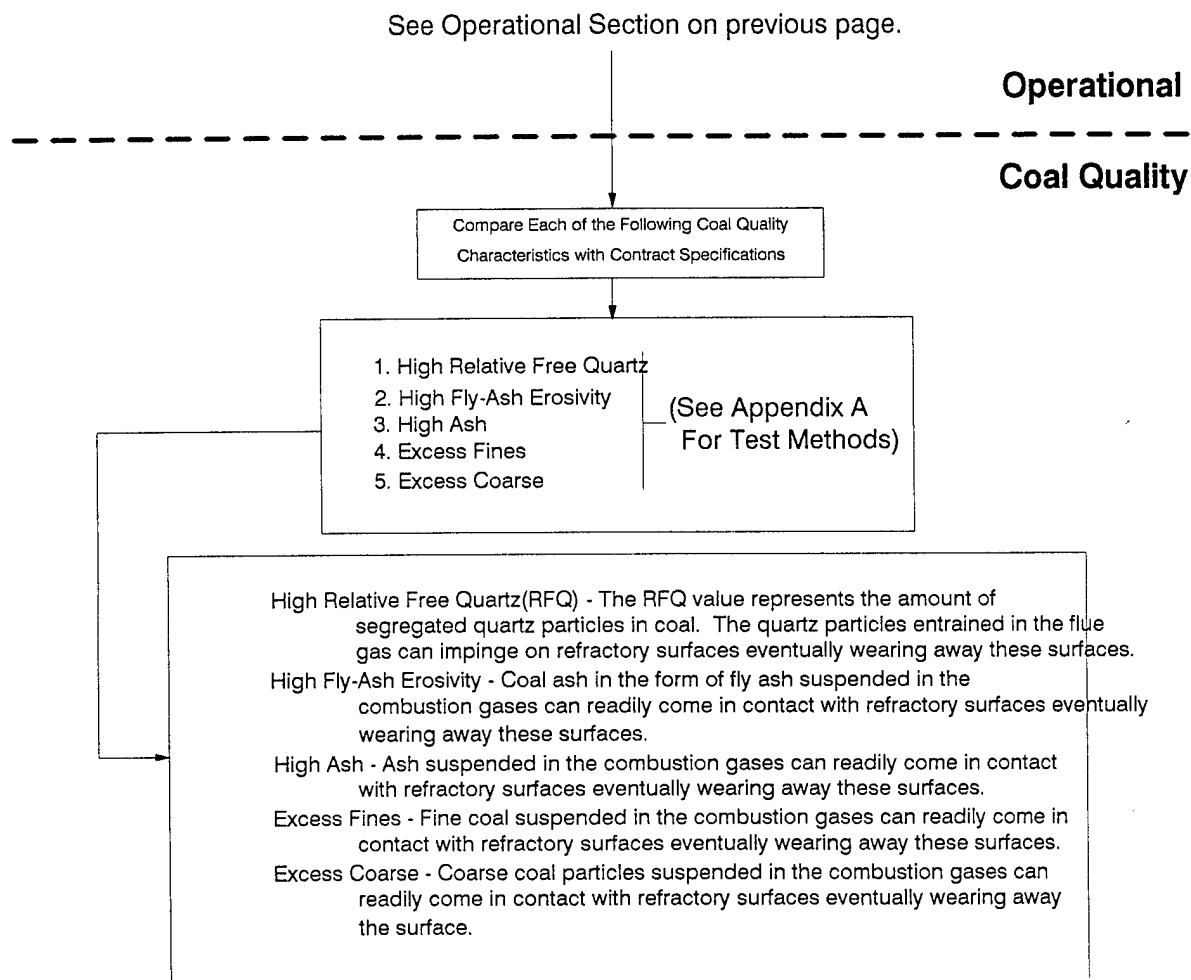 See Operational Section on previous page.
Operational
Coal Quality
Compare Each of the Following Coal Quality
Characteristics with Contract Specifications
1. High Relative Free Quartz
2. High Fly-Ash Erosivity
3. High Ash
4. Excess Fines
5. Excess Coarse
(See Appendix A
For Test Methods)
High Relative Free Quartz(RFQ) - The RFQ value represents the amount of
segregated quartz particles in coal. The quartz particles entrained in the flue
gas can impinge on refractory surfaces eventually wearing away these surfaces.
High Fly-Ash Erosivity - Coal ash in the form of fly ash suspended in the
combustion gases can readily come in contact with refractory surfaces eventually
wearing away these surfaces.
High Ash - Ash suspended in the combustion gases can readily come in contact
with refractory surfaces eventually wearing away these surfaces.
Excess Fines - Fine coal suspended in the combustion gases can readily come in
contact with refractory surfaces eventually wearing away these surfaces.
Excess Coarse - Coarse coal particles suspended in the combustion gases can
readily come in contact with refractory surfaces eventually wearing away
the surface.